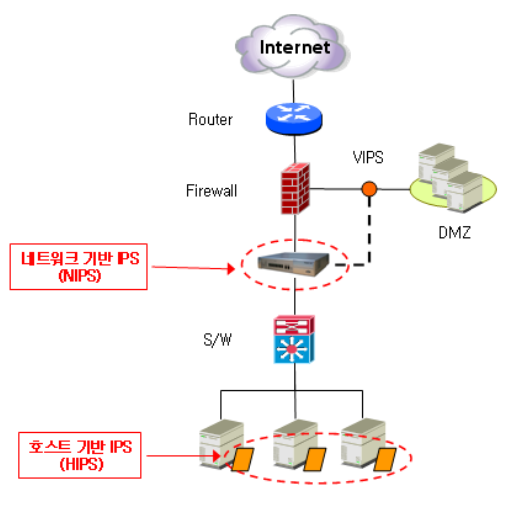 Internet
Router
VIPS
Firewall
DMZ
네트워크 기반 IPS
(NIPS)
S/W
호스트 기반 IPS
(HIPS)